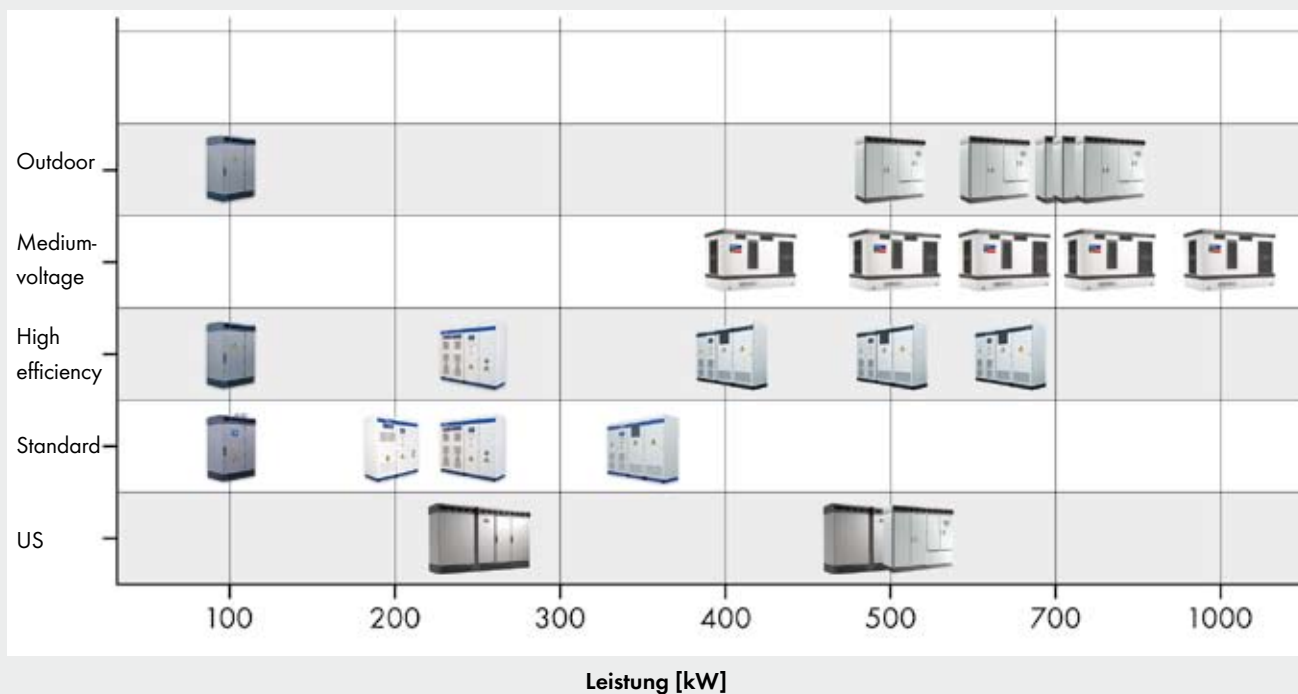 Outdoor
Medium-
voltage
High
efficiency
Standard
US
100 200 300 400 500 700 1000
Leistung [kW]